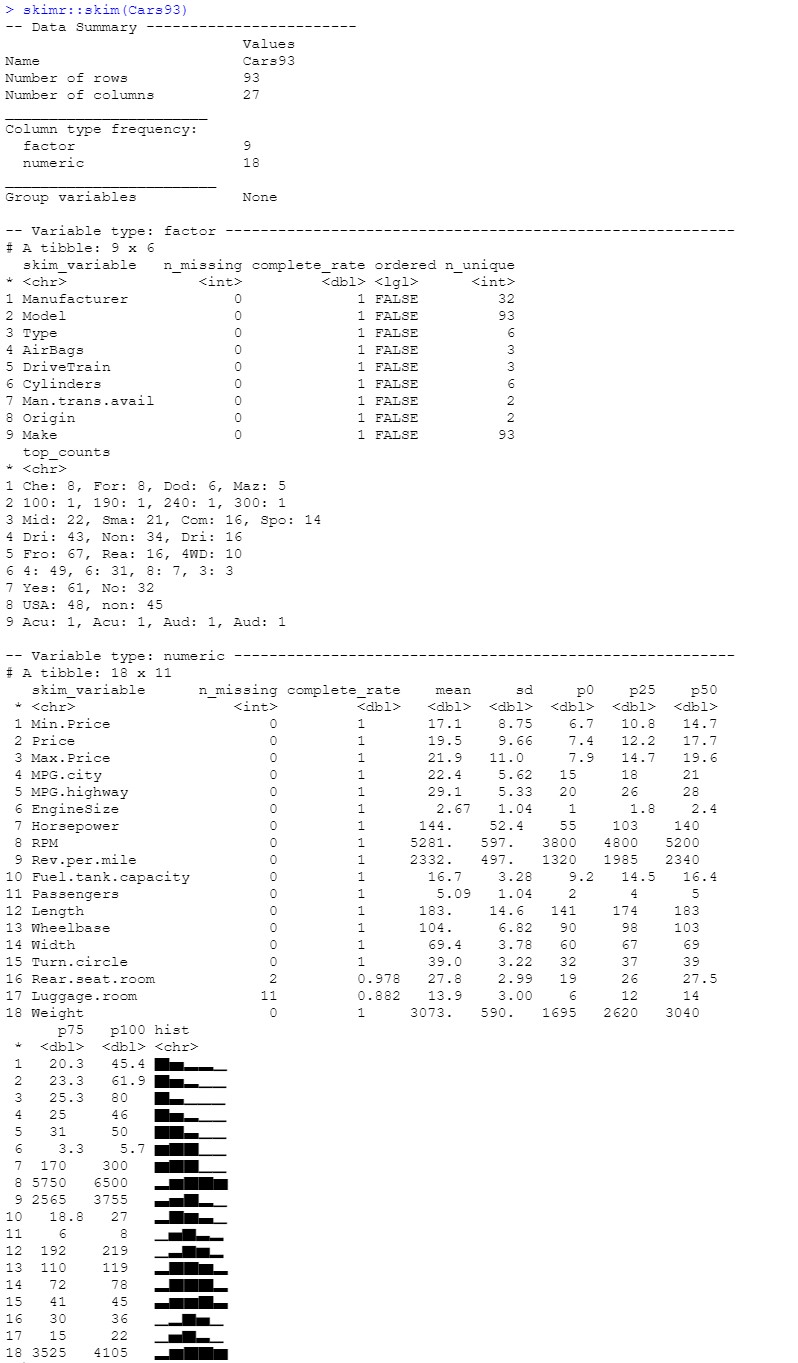 > skimr::skim(Cars93)
-- Data Summary ------------------------
                           Values
Name                       Cars93
Number of rows             93
Number of columns          27
_______________________
Column type frequency:
  factor                   9
  numeric                  18
________________________
Group variables            None

-- Variable type: factor ----------------------------------------------------------
# A tibble: 9 x 6
  skim_variable   n_missing complete_rate ordered n_unique
* <chr>               <int>         <dbl> <lgl>      <int>
1 Manufacturer            0             1 FALSE         32
2 Model                   0             1 FALSE         93
3 Type                    0             1 FALSE          6
4 AirBags                 0             1 FALSE          3
5 DriveTrain              0             1 FALSE          3
6 Cylinders               0             1 FALSE          6
7 Man.trans.avail         0             1 FALSE          2
8 Origin                  0             1 FALSE          2
9 Make                    0             1 FALSE         93
  top_counts
* <chr>
1 Che: 8, For: 8, Dod: 6, Maz: 5
2 100: 1, 190: 1, 240: 1, 300: 1
3 Mid: 22, Sma: 21, Com: 16, Spo: 14
4 Dri: 43, Non: 34, Dri: 16
5 Fro: 67, Rea: 16, 4WD: 10
6 4: 49, 6: 31, 8: 7, 3: 3
7 Yes: 61, No: 32
8 USA: 48, non: 45
9 Acu: 1, Acu: 1, Aud: 1, Aud: 1

-- Variable type: numeric ---------------------------------------------------------
# A tibble: 18 x 11
   skim_variable      n_missing complete_rate    mean     sd     p0    p25    p50
 * <chr>                  <int>         <dbl>   <dbl>  <dbl>  <dbl>  <dbl>  <dbl>
 1 Min.Price                  0         1       17.1    8.75    6.7   10.8   14.7
 2 Price                      0         1       19.5    9.66    7.4   12.2   17.7
 3 Max.Price                  0         1       21.9   11.0     7.9   14.7   19.6
 4 MPG.city                   0         1       22.4    5.62   15     18     21
 5 MPG.highway                0         1       29.1    5.33   20     26     28
 6 EngineSize                 0         1        2.67   1.04    1      1.8    2.4
 7 Horsepower                 0         1      144.    52.4    55    103    140
 8 RPM                        0         1     5281.   597.   3800   4800   5200
 9 Rev.per.mile               0         1     2332.   497.   1320   1985   2340
10 Fuel.tank.capacity         0         1       16.7    3.28    9.2   14.5   16.4
11 Passengers                 0         1        5.09   1.04    2      4      5
12 Length                     0         1      183.    14.6   141    174    183
13 Wheelbase                  0         1      104.     6.82   90     98    103
14 Width                      0         1       69.4    3.78   60     67     69
15 Turn.circle                0         1       39.0    3.22   32     37     39
16 Rear.seat.room             2         0.978   27.8    2.99   19     26     27.5
17 Luggage.room              11         0.882   13.9    3.00    6     12     14
18 Weight                     0         1     3073.   590.   1695   2620   3040
      p75   p100 hist
 *  <dbl>  <dbl> <chr>
 1   20.3   45.4
 2   23.3   61.9
 3   25.3   80
 4   25     46
 5   31     50
 6    3.3    5.7
 7  170    300
 8 5750   6500
 9 2565   3755
10   18.8   27
11    6      8
12  192    219
13  110    119
14   72     78
15   41     45
16   30     36
17   15     22
18 3525   4105